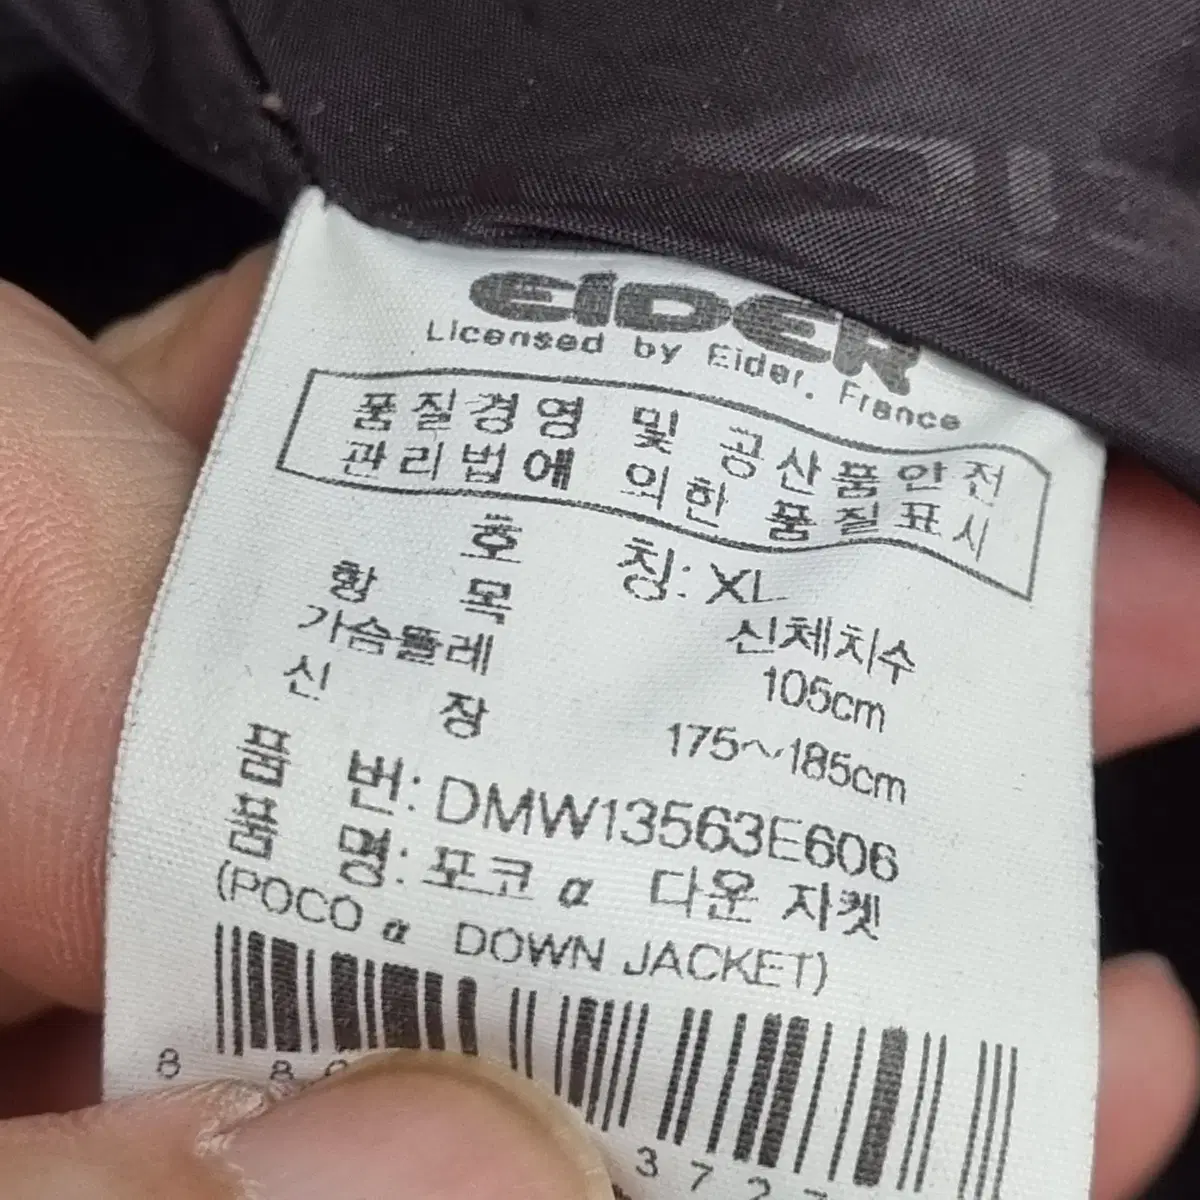 EiDER
Licensed by Eider, France
품질경영 및 공산품안전
관리법에 의한 품질표시
호 칭: XL
항 목 신체치수
가슴둘레 105cm
신 장 175~185cm
품 번: DMW13563E606
품 명: 포코 α 다운 자켓
(POCO α DOWN JACKET)